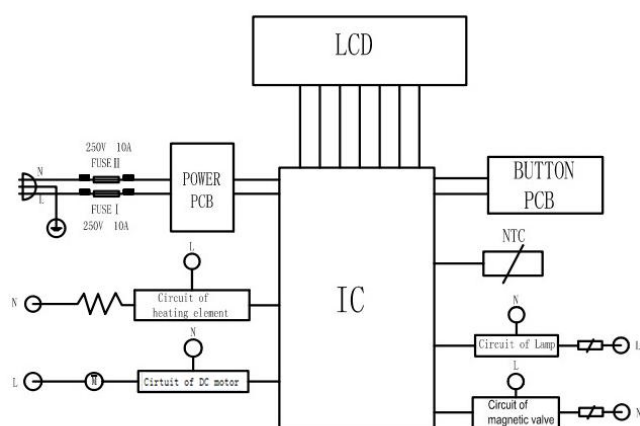 LCD
250V 10A
FUSE II
N
L
FUSE I
250V 10A
POWER
PCB
BUTTON
PCB
NTC
IC
L
N
Circuit of
heating element
N
L
Cirtuit of DC motor
N
Circuit of Lamp
L
L
Circuit of
magnetic valve
N